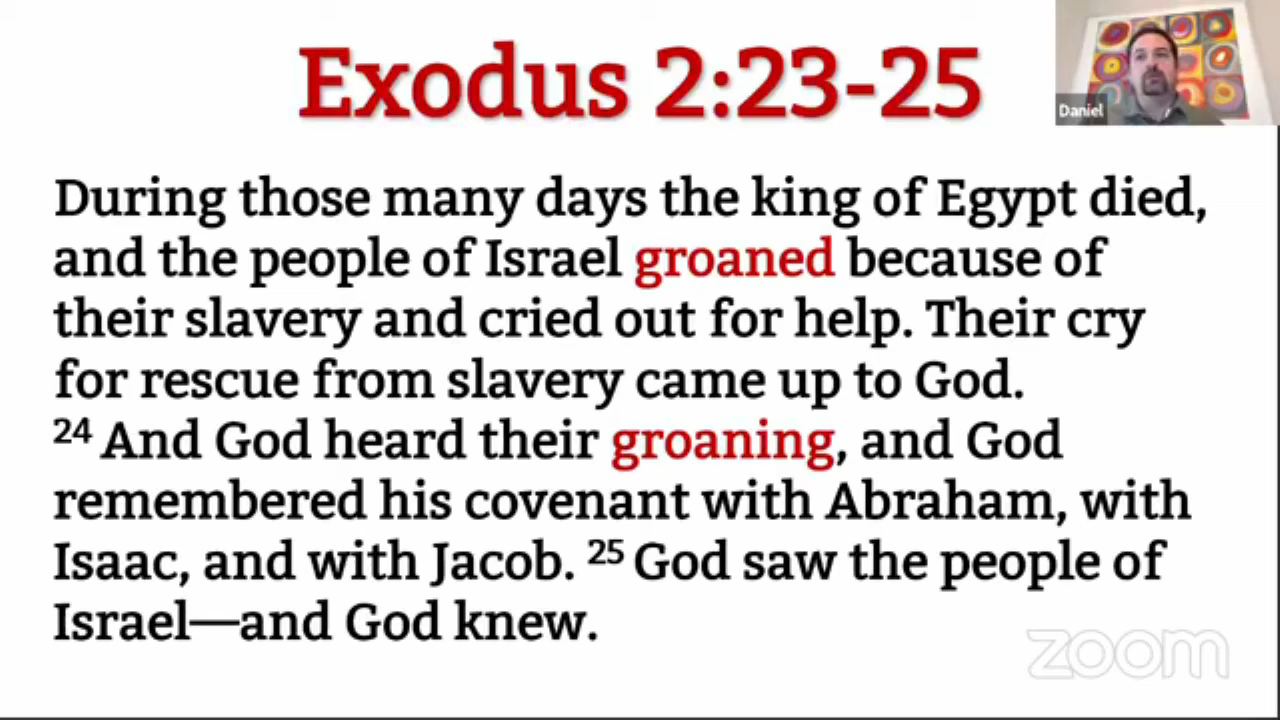 Exodus 2:23-25
Daniel
During those many days the king of Egypt died,
and the people of Israel groaned because of
their slavery and cried out for help. Their cry
for rescue from slavery came up to God.
24 And God heard their groaning, and God
remembered his covenant with Abraham, with
Isaac, and with Jacob. 25 God saw the people of
Israel—and God knew.
zoom